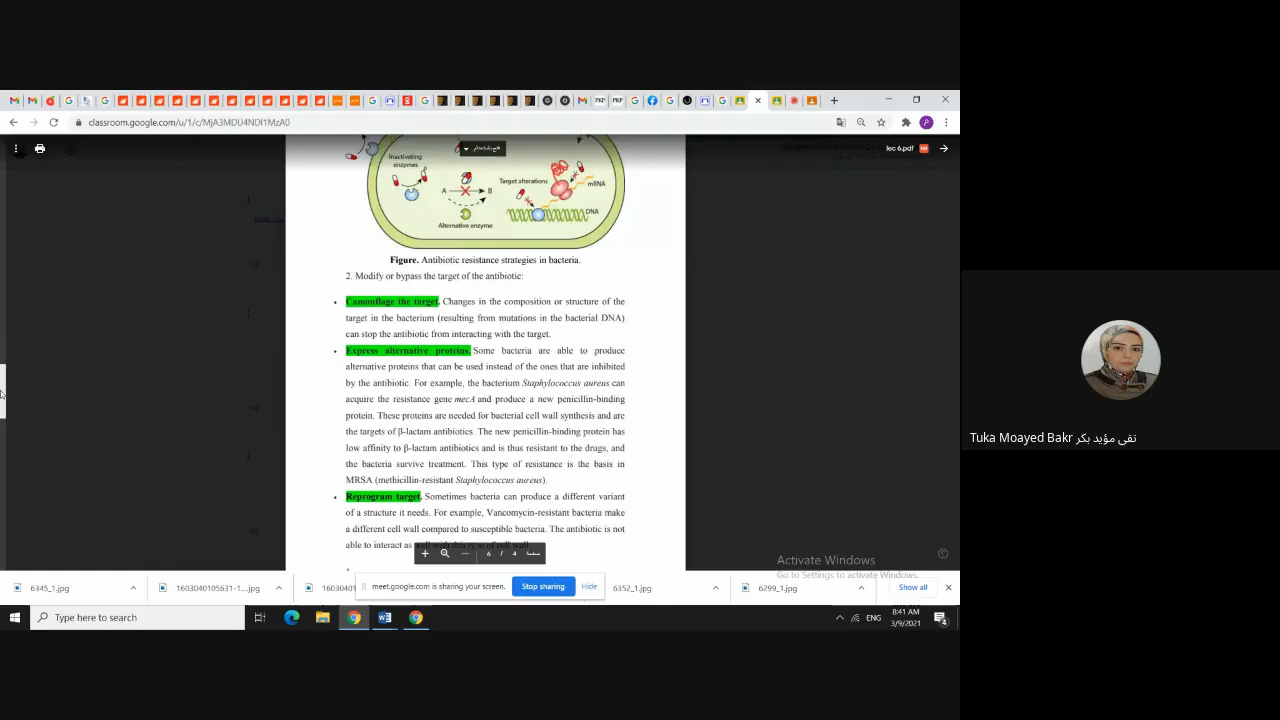 classroom.google.com/u/1/c/MjA3MDU4NDI1MzA0
lec 6.pdf
Inactivating
enzymes
A
B
Alternative enzyme
Target alterations
mRNA
DNA
Figure. Antibiotic resistance strategies in bacteria.
2. Modify or bypass the target of the antibiotic:
• Camouflage the target. Changes in the composition or structure of the
target in the bacterium (resulting from mutations in the bacterial DNA)
can stop the antibiotic from interacting with the target.
• Express alternative proteins. Some bacteria are able to produce
alternative proteins that can be used instead of the ones that are inhibited
by the antibiotic. For example, the bacterium Staphylococcus aureus can
acquire the resistance gene mecA and produce a new penicillin-binding
protein. These proteins are needed for bacterial cell wall synthesis and are
the targets of β-lactam antibiotics. The new penicillin-binding protein has
low affinity to β-lactam antibiotics and is thus resistant to the drugs, and
the bacteria survive treatment. This type of resistance is the basis in
MRSA (methicillin-resistant Staphylococcus aureus).
• Reprogram target. Sometimes bacteria can produce a different variant
of a structure it needs. For example, Vancomycin-resistant bacteria make
a different cell wall compared to susceptible bacteria. The antibiotic is not
able to interact as well with this type of cell wall
6 / 4 صفحة
Activate Windows
Go to Settings to activate Windows.
meet.google.com is sharing your screen.
Stop sharing
Hide
6345_1.jpg
1603040105631-1....jpg
16030401
6352_1.jpg
6299_1.jpg
Show all
Type here to search
ENG
8:41 AM
3/9/2021
4
Tuka Moayed Bakr تقى مؤيد بكر